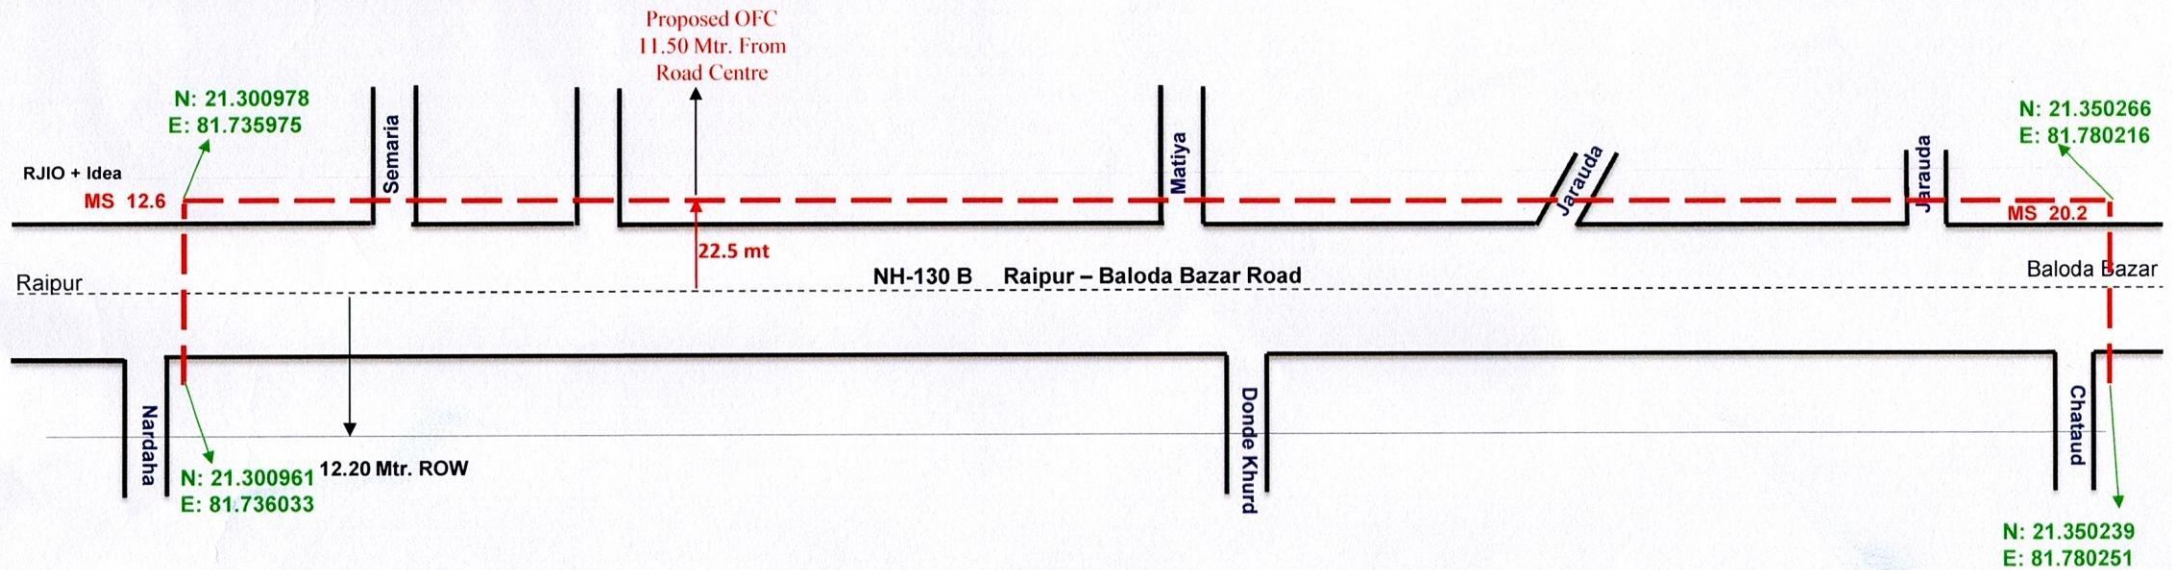 Proposed OFC
11.50 Mtr. From
Road Centre
N: 21.300978
E: 81.735975
N: 21.350266
E: 81.780216
Semaria
Matiya
Jarauda
Jarauda
RJIO + Idea
MS 12.6
MS 20.2
22.5 mt
Raipur
NH-130 B Raipur – Baloda Bazar Road
Baloda Bazar
Nardaha
Donde Khurd
Chataud
12.20 Mtr. ROW
N: 21.300961
E: 81.736033
N: 21.350239
E: 81.780251